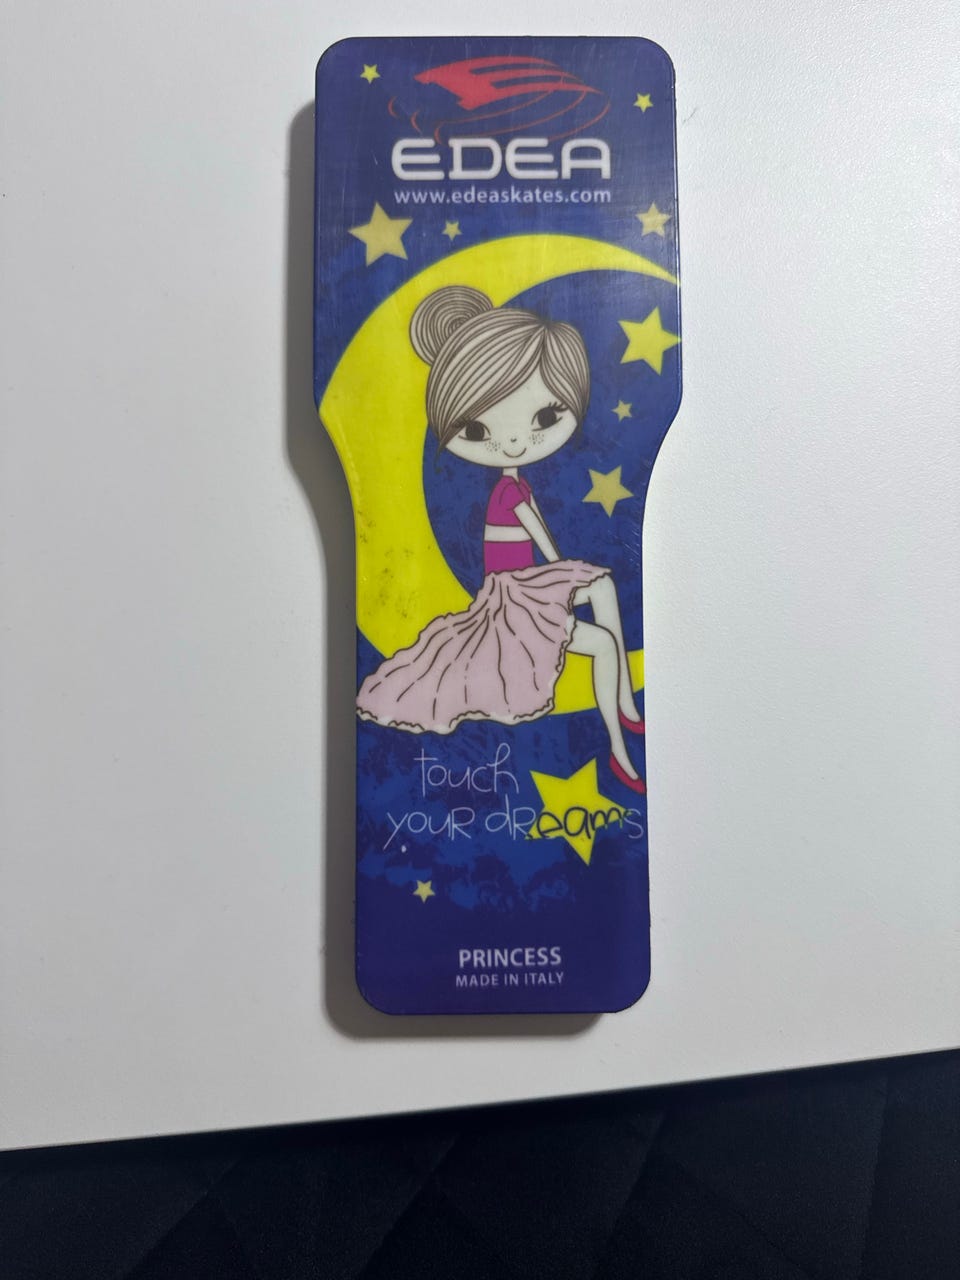 EDEA
www.edeaskates.com
touch
your dreams
PRINCESS
MADE IN ITALY